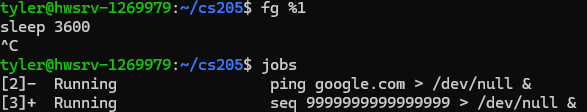 tyler@hwsrv-1269979:~/cs205$ fg %1
sleep 3600
^C
tyler@hwsrv-1269979:~/cs205$ jobs
[2]-  Running                 ping google.com > /dev/null &
[3]+  Running                 seq 9999999999999999 > /dev/null &